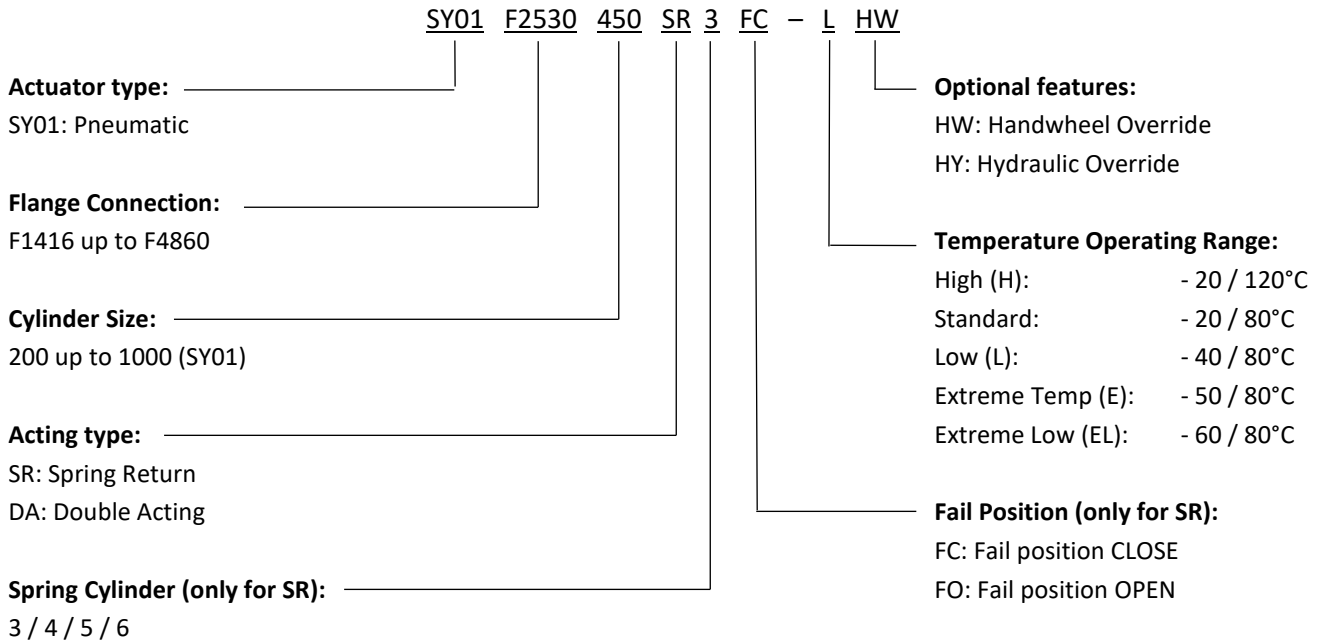 SY01 F2530 450 SR 3 FC – L HW
Actuator type:
SY01: Pneumatic
Flange Connection:
F1416 up to F4860
Cylinder Size:
200 up to 1000 (SY01)
Acting type:
SR: Spring Return
DA: Double Acting
Spring Cylinder (only for SR):
3 / 4 / 5 / 6
Optional features:
HW: Handwheel Override
HY: Hydraulic Override
Temperature Operating Range:
High (H): - 20 / 120°C
Standard: - 20 / 80°C
Low (L): - 40 / 80°C
Extreme Temp (E): - 50 / 80°C
Extreme Low (EL): - 60 / 80°C
Fail Position (only for SR):
FC: Fail position CLOSE
FO: Fail position OPEN